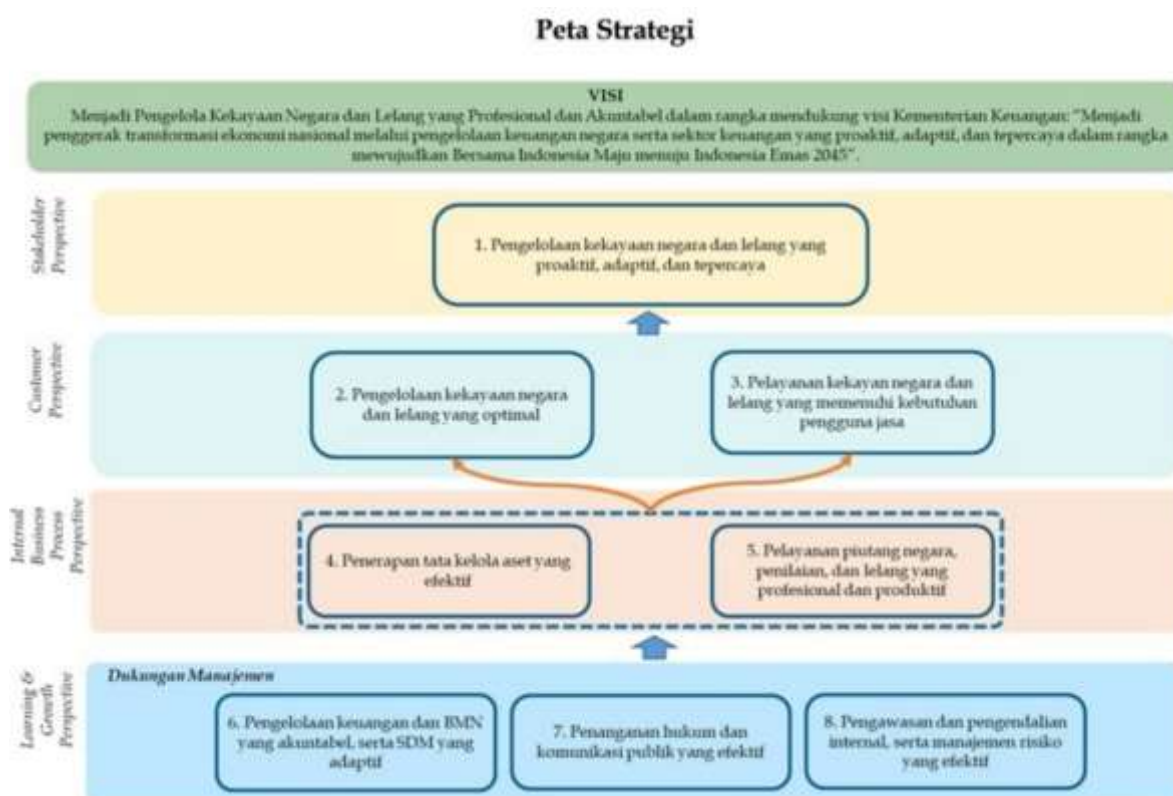 Peta Strategi
VISI
Menjadi Pengelola Kekayaan Negara dan Lelang yang Profesional dan Akuntabel dalam rangka mendukung visi Kementerian Keuangan: "Menjadi
penggerak transformasi ekonomi nasional melalui pengelolaan keuangan negara serta sektor keuangan yang proaktif, adaptif, dan tepercaya dalam rangka
mewujudkan Bersama Indonesia Maju menuju Indonesia Emas 2045".
Stakeholder
Perspective
1. Pengelolaan kekayaan negara dan lelang yang
proaktif, adaptif, dan tepercaya
Customer
Perspective
2. Pengelolaan kekayaan negara
dan lelang yang optimal
3. Pelayanan kekayan negara dan
lelang yang memenuhi kebutuhan
pengguna jasa
Internal
Business
Process
Perspective
4. Penerapan tata kelola aset yang
efektif
5. Pelayanan piutang negara,
penilaian, dan lelang yang
profesional dan produktif
Learning &
Growth
Perspective
Dukungan Manajemen
6. Pengelolaan keuangan dan BMN
yang akuntabel, serta SDM yang
adaptif
7. Penanganan hukum dan
komunikasi publik yang efektif
8. Pengawasan dan pengendalian
internal, serta manajemen risiko
yang efektif